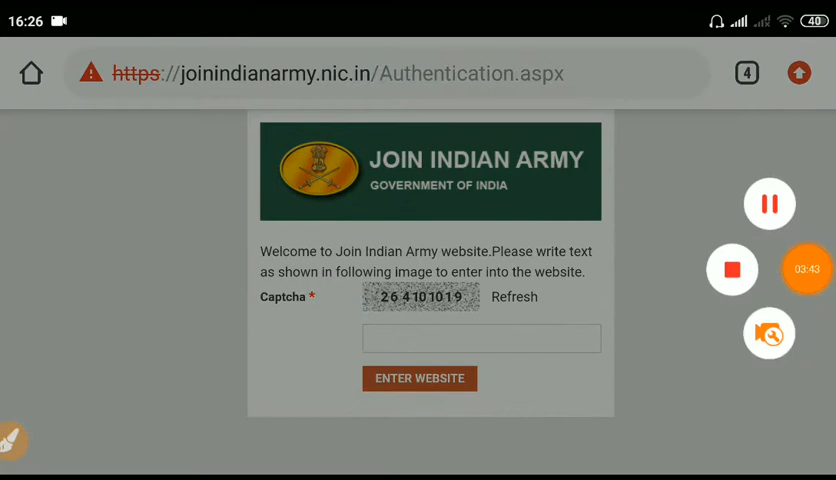 16:26
40
https://joinindianarmy.nic.in/Authentication.aspx
4
JOIN INDIAN ARMY
GOVERNMENT OF INDIA
Welcome to Join Indian Army website.Please write text
as shown in following image to enter into the website.
Captcha * 264101019 Refresh
ENTER WEBSITE
03:43